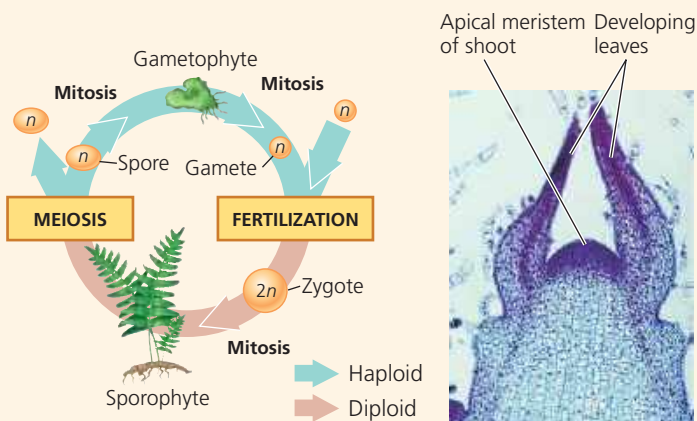 Gametophyte
Mitosis
Mitosis
n
n
n
Spore
Gamete
n
MEIOSIS
FERTILIZATION
2n
Zygote
Mitosis
Sporophyte
Haploid
Diploid
Apical meristem
of shoot
Developing
leaves